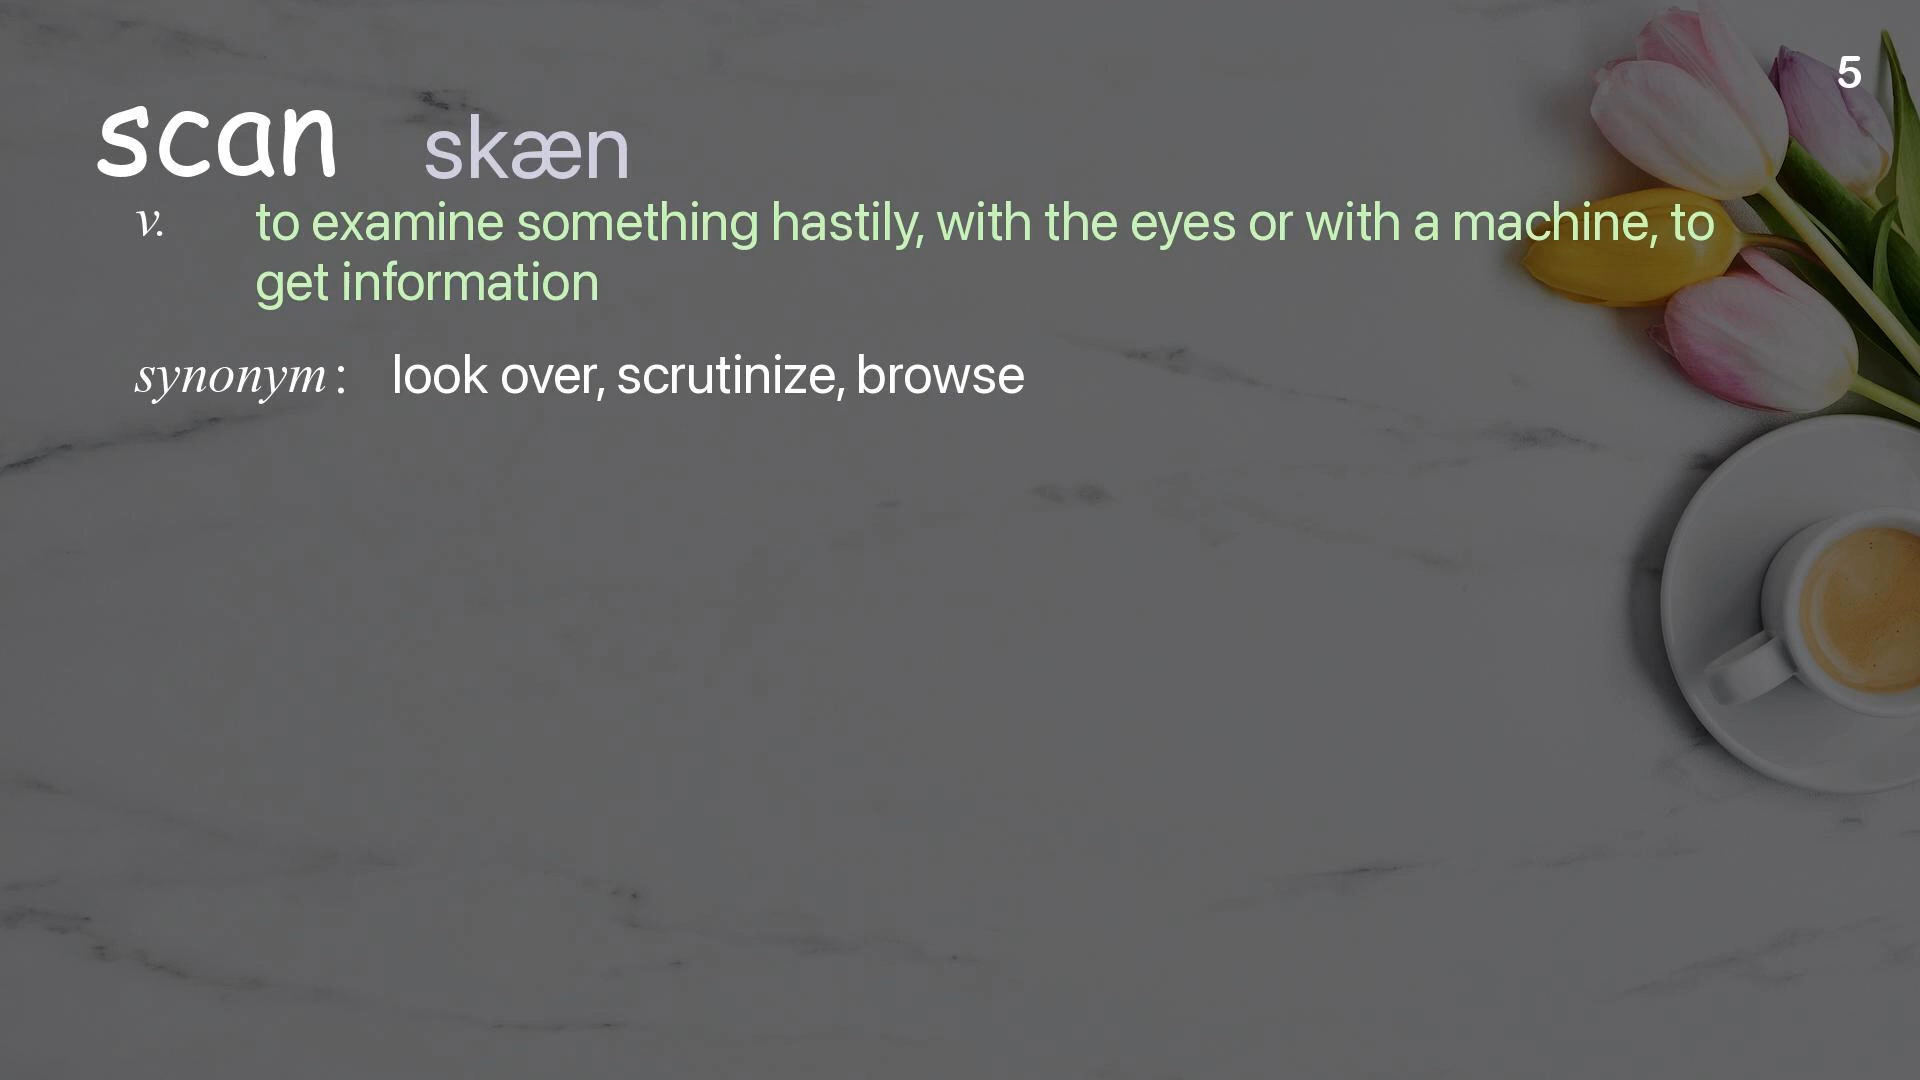 5
scan skæn
v. to examine something hastily, with the eyes or with a machine, to
get information
synonym : look over, scrutinize, browse